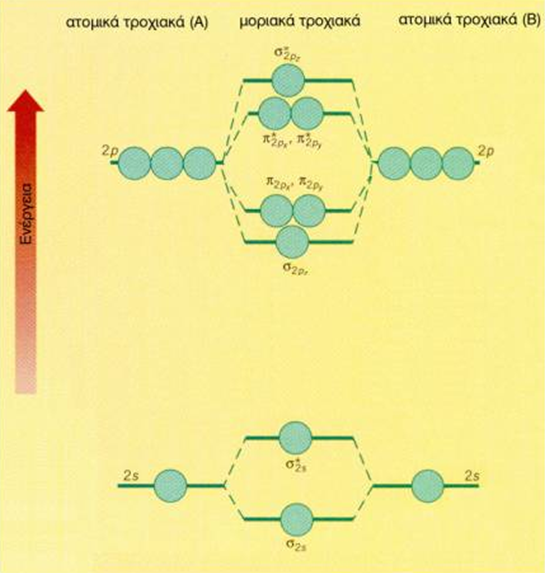 ατομικά τροχιακά (A) μοριακά τροχιακά ατομικά τροχιακά (B)
σ*2pz
π*2px, π*2py
2p 2p
π2px, π2py
σ2pz
Ενέργεια
σ*2s
2s 2s
σ2s